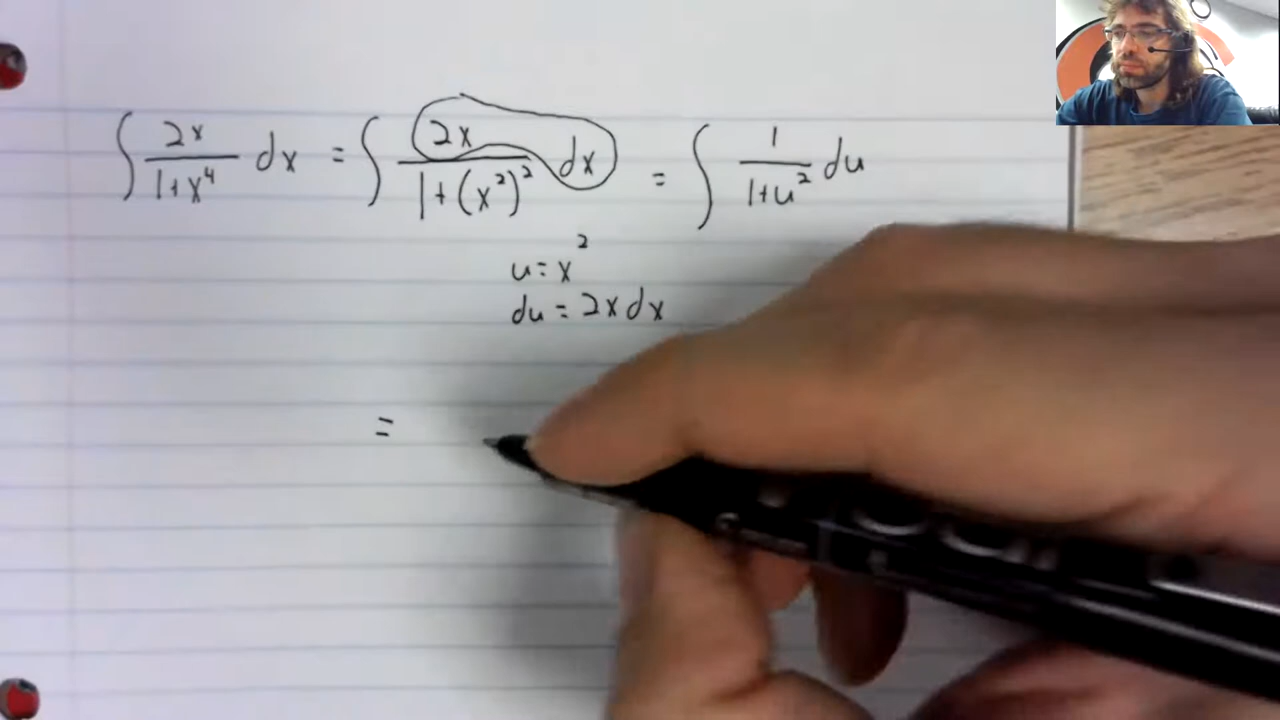 ∫ 2x/(1+x⁴) dx = ∫ 2x/(1+(x²)²) dx = ∫ 1/(1+u²) du
u = x²
du = 2x dx
=